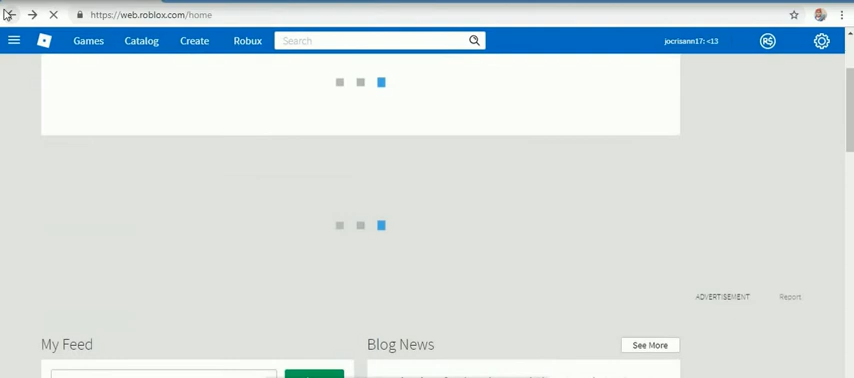 https://web.roblox.com/home
Games Catalog Create Robux Search jocrisann17: <13 R$
ADVERTISEMENT Report
My Feed Blog News See More